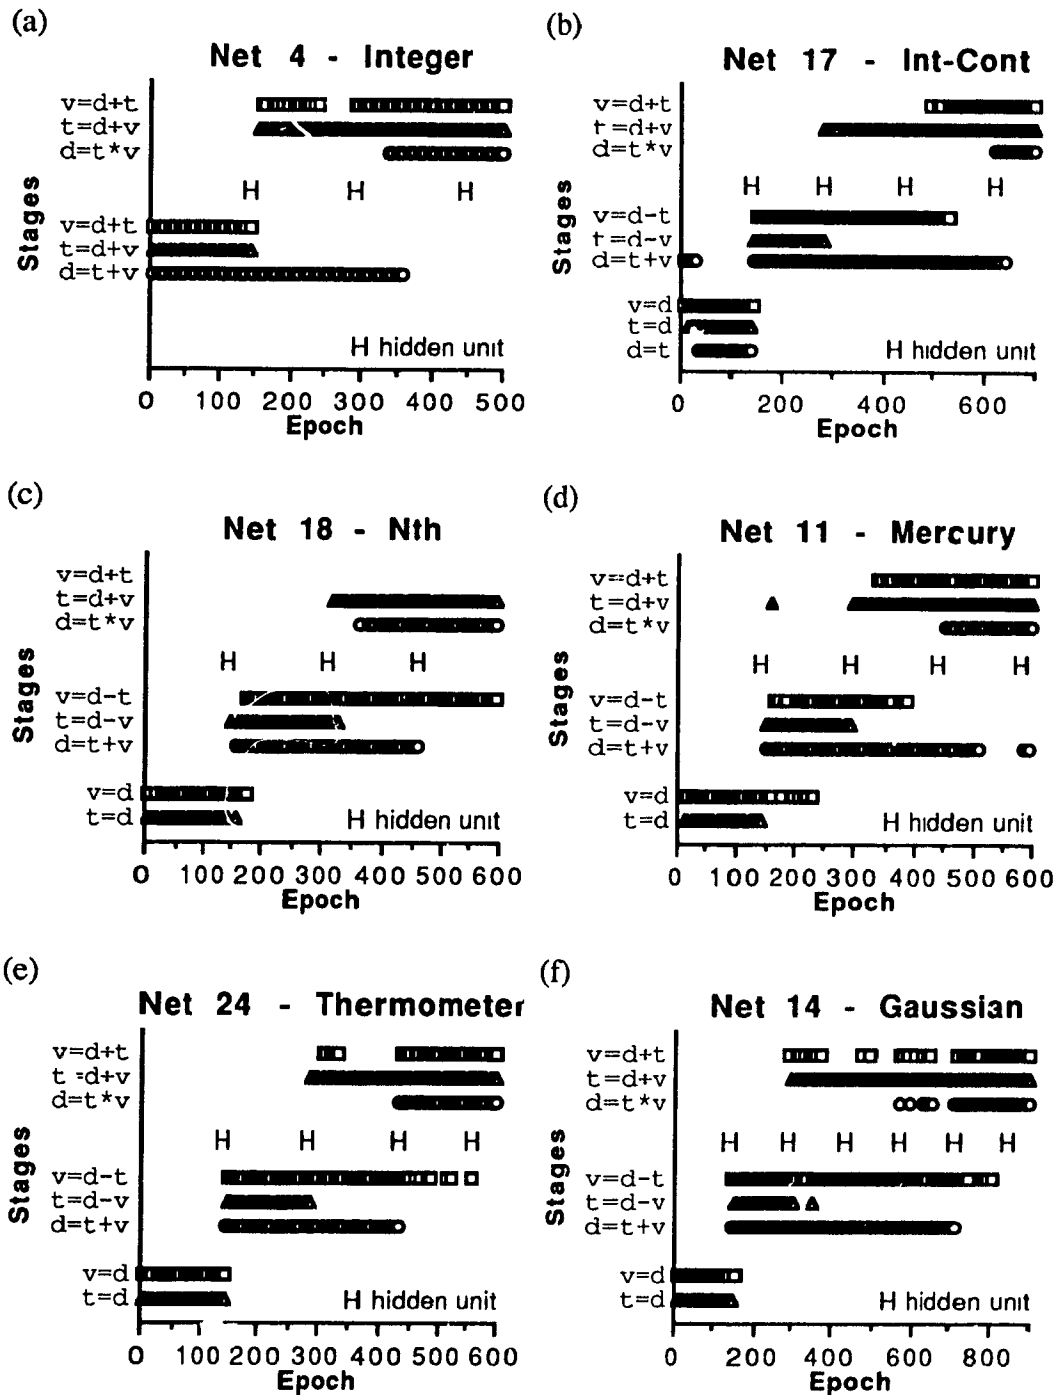 (a)
Net 4 - Integer
v=d+t
t=d+v
d=t*v
H H H
v=d+t
t=d+v
d=t+v
Stages
H hidden unit
0 100 200 300 400 500
Epoch
(b)
Net 17 - Int-Cont
v=d+t
t=d+v
d=t*v
H H H H
v=d-t
t=d-v
d=t+v
v=d
t=d
d=t
Stages
H hidden unit
0 200 400 600
Epoch
(c)
Net 18 - Nth
v=d+t
t=d+v
d=t*v
H H H
v=d-t
t=d-v
d=t+v
v=d
t=d
Stages
H hidden unit
0 100 200 300 400 500 600
Epoch
(d)
Net 11 - Mercury
v=d+t
t=d+v
d=t*v
H H H H
v=d-t
t=d-v
d=t+v
v=d
t=d
Stages
H hidden unit
0 100 200 300 400 500 600
Epoch
(e)
Net 24 - Thermometer
v=d+t
t=d+v
d=t*v
H H H H
v=d-t
t=d-v
d=t+v
v=d
t=d
Stages
H hidden unit
0 100 200 300 400 500 600
Epoch
(f)
Net 14 - Gaussian
v=d+t
t=d+v
d=t*v
H H H H H H
v=d-t
t=d-v
d=t+v
v=d
t=d
Stages
H hidden unit
0 200 400 600 800
Epoch